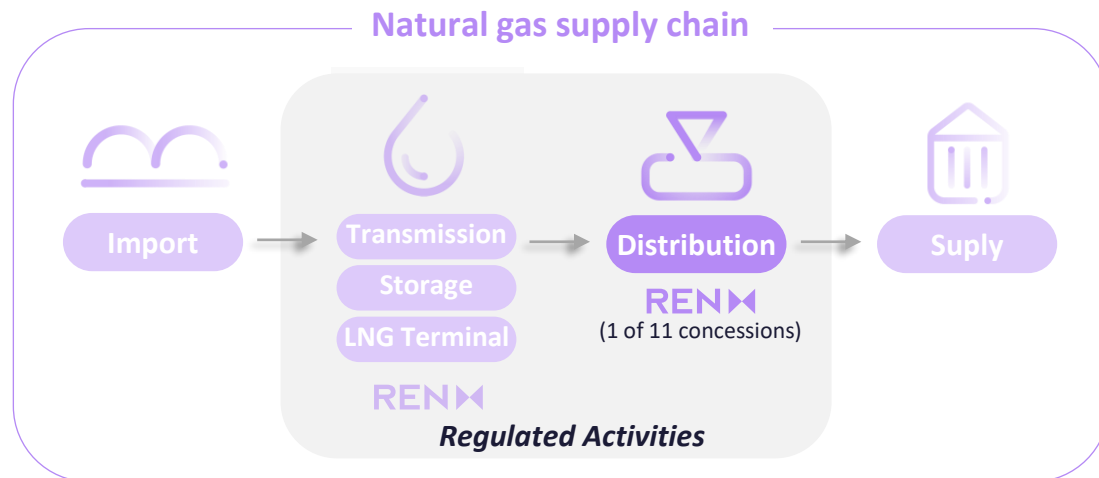 Natural gas supply chain
Import
Transmission
Storage
LNG Terminal
REN
Distribution
REN
(1 of 11 concessions)
Suply
Regulated Activities